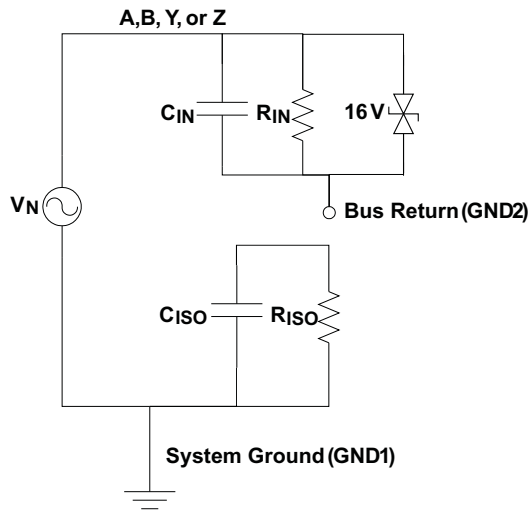 A,B, Y, or Z
CIN
RIN
16 V
VN
Bus Return (GND2)
CISO
RISO
System Ground (GND1)